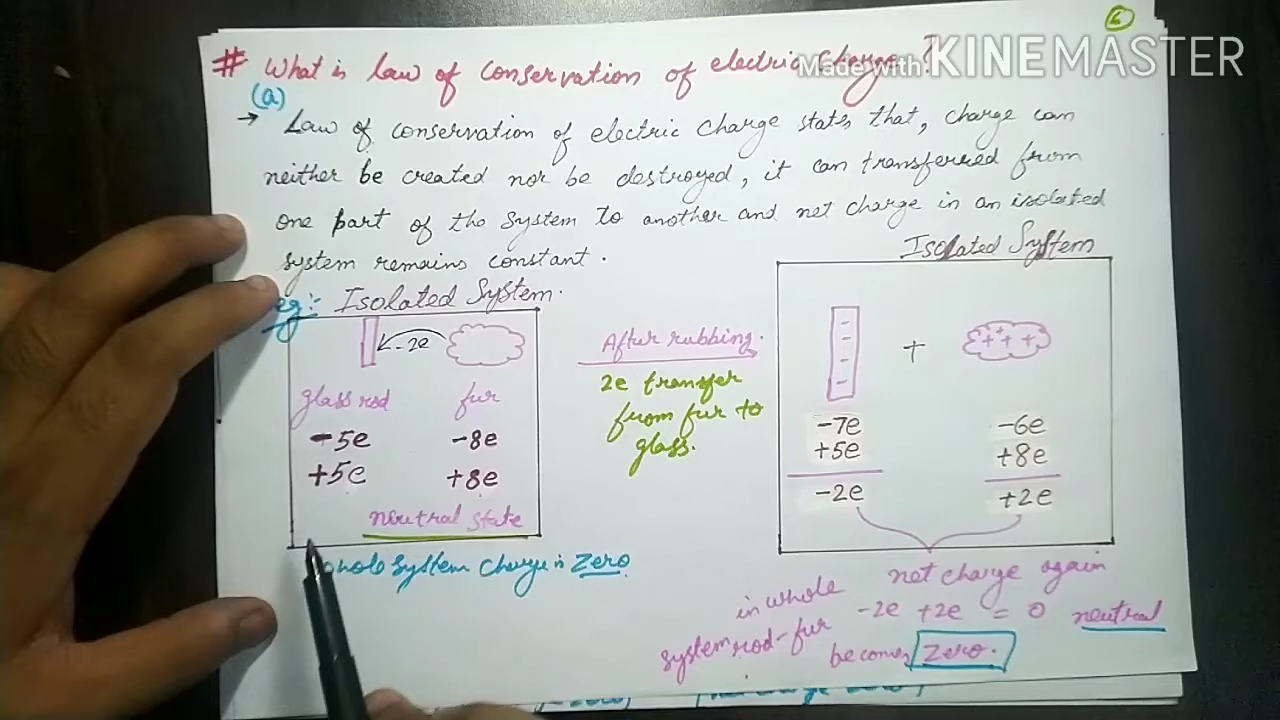 6
# What is law of conservation of electric charge?
Made with KINEMASTER
(a)
→ Law of conservation of electric charge states that, charge can
neither be created nor be destroyed, it can transferred from
one part of the system to another and net charge in an isolated
system remains constant.
eg:- Isolated System.
-2e
glass rod fur
-5e -8e
+5e +8e
neutral state
whole system charge is zero.
After rubbing.
2e transfer
from fur to
glass.
Isolated System
- - - -
+
+ + + + +
-7e -6e
+5e +8e
-2e +2e
net charge again
-2e +2e = 0 neutral
in whole
system rod-fur
becomes zero.